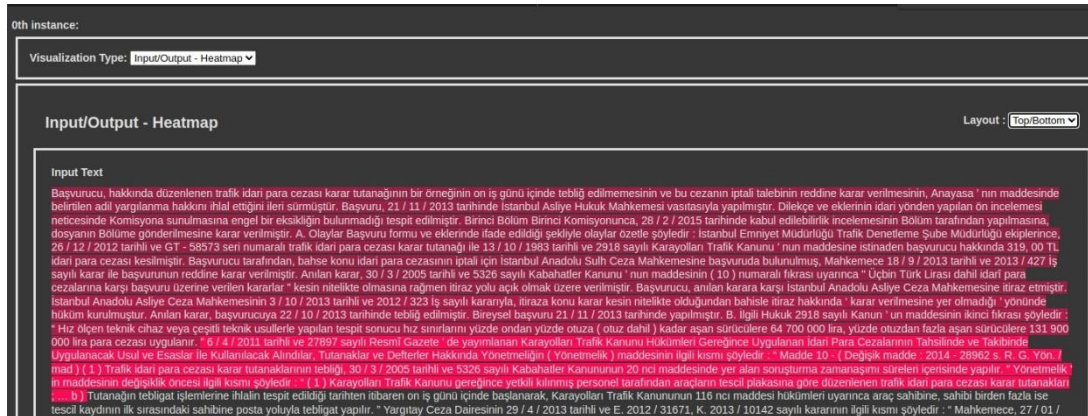 0th instance:
Visualization Type: Input/Output - Heatmap
Input/Output - Heatmap
Layout : Top/Bottom
Input Text
Başvurucu, hakkında düzenlenen trafik idari para cezası karar tutanağının bir örneğinin on iş günü içinde tebliğ edilmemesinin ve bu cezanın iptali talebinin reddine karar verilmesinin, Anayasa ' nın maddesinde
belirtilen adil yargılanma hakkını ihlal ettiğini ileri sürmüştür. Başvuru, 21 / 11 / 2013 tarihinde İstanbul Asliye Hukuk Mahkemesi vasıtasıyla yapılmıştır. Dilekçe ve eklerinin idari yönden yapılan ön incelemesi
neticesinde Komisyona sunulmasına engel bir eksikliğin bulunmadığı tespit edilmiştir. Birinci Bölüm Birinci Komisyonunca, 28 / 2 / 2015 tarihinde kabul edilebilirlik incelemesinin Bölüm tarafından yapılmasına,
dosyanın Bölüme gönderilmesine karar verilmiştir. A. Olaylar Başvuru formu ve eklerinde ifade edildiği şekliyle olaylar özetle şöyledir : İstanbul Emniyet Müdürlüğü Trafik Denetleme Şube Müdürlüğü ekiplerince,
26 / 12 / 2012 tarihli ve GT - 58573 seri numaralı trafik idari para cezası karar tutanağı ile 13 / 10 / 1983 tarihli ve 2918 sayılı Karayolları Trafik Kanunu ' nun maddesine istinaden başvurucu hakkında 319, 00 TL
idari para cezası kesilmiştir. Başvurucu tarafından, bahse konu idari para cezasının iptali için İstanbul Anadolu Sulh Ceza Mahkemesine başvuruda bulunulmuş, Mahkemece 18 / 9 / 2013 tarihli ve 2013 / 427 İş
sayılı karar ile başvurunun reddine karar verilmiştir. Anılan karar, 30 / 3 / 2005 tarihli ve 5326 sayılı Kabahatler Kanunu ' nun maddesinin ( 10 ) numaralı fıkrası uyarınca " Üçbin Türk Lirası dahil idarî para
cezalarına karşı başvuru üzerine verilen kararlar " kesin nitelikte olmasına rağmen itiraz yolu açık olmak üzere verilmiştir. Başvurucu, anılan karara karşı İstanbul Anadolu Asliye Ceza Mahkemesine itiraz etmiştir.
İstanbul Anadolu Asliye Ceza Mahkemesinin 3 / 10 / 2013 tarihli ve 2012 / 323 İş sayılı kararıyla, itiraza konu karar kesin nitelikte olduğundan bahisle itiraz hakkında ' karar verilmesine yer olmadığı ' yönünde
hüküm kurulmuştur. Anılan karar, başvurucuya 22 / 10 / 2013 tarihinde tebliğ edilmiştir. Bireysel başvuru 21 / 11 / 2013 tarihinde yapılmıştır. B. İlgili Hukuk 2918 sayılı Kanun ' un maddesinin ikinci fıkrası şöyledir :
" Hız ölçen teknik cihaz veya çeşitli teknik usullerle yapılan tespit sonucu hız sınırlarını yüzde ondan yüzde otuza ( otuz dahil ) kadar aşan sürücülere 64 700 000 lira, yüzde otuzdan fazla aşan sürücülere 131 900
000 lira para cezası uygulanır. " 6 / 4 / 2011 tarihli ve 27897 sayılı Resmî Gazete ' de yayımlanan Karayolları Trafik Kanunu Hükümleri Gereğince Uygulanan İdari Para Cezalarının Tahsilinde ve Takibinde
Uygulanacak Usul ve Esaslar İle Kullanılacak Alındılar, Tutanaklar ve Defterler Hakkında Yönetmeliğin ( Yönetmelik ) maddesinin ilgili kısmı şöyledir : " Madde 10 - ( Değişik madde : 2014 - 28962 s. R. G. Yön. /
mad ) ( 1 ) Trafik idari para cezası karar tutanaklarının tebliği, 30 / 3 / 2005 tarihli ve 5326 sayılı Kabahatler Kanununun 20 nci maddesinde yer alan soruşturma zamanaşımı süreleri içerisinde yapılır. " Yönetmelik '
in maddesinin değişiklik öncesi ilgili kısmı şöyledir : " ( 1 ) Karayolları Trafik Kanunu gereğince yetkili kılınmış personel tarafından araçların tescil plakasına göre düzenlenen trafik idari para cezası karar tutanakları
; … b ) Tutanağın tebligat işlemlerine ihlalin tespit edildiği tarihten itibaren on iş günü içinde başlanarak, Karayolları Trafik Kanununun 116 ncı maddesi hükümleri uyarınca araç sahibine, sahibi birden fazla ise
tescil kaydının ilk sırasındaki sahibine posta yoluyla tebligat yapılır. " Yargıtay Ceza Dairesinin 29 / 4 / 2013 tarihli ve E. 2012 / 31671, K. 2013 / 10142 sayılı kararının ilgili kısmı şöyledir : " Mahkemece, 27 / 01 /